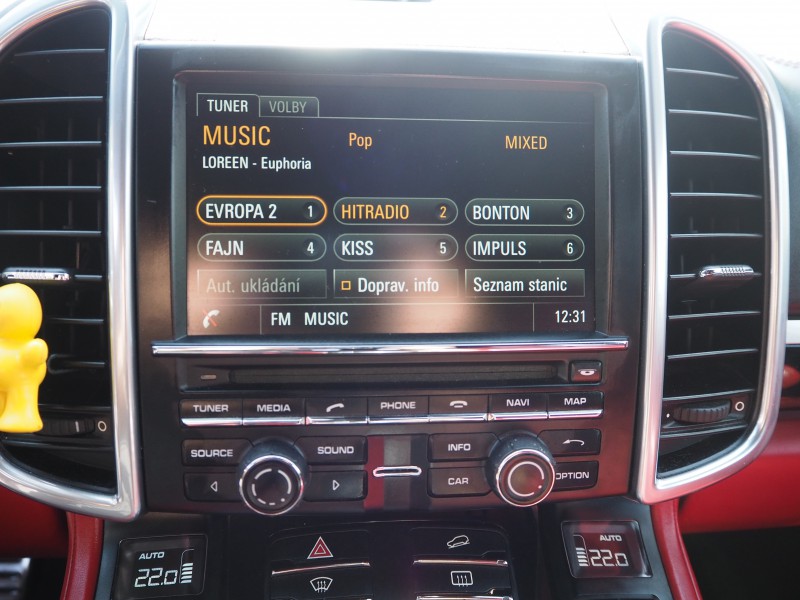 TUNER VOLBY
MUSIC Pop MIXED
LOREEN - Euphoria
EVROPA 2 1 HITRADIO 2 BONTON 3
FAJN 4 KISS 5 IMPULS 6
Aut. ukládání Doprav. info Seznam stanic
FM MUSIC 12:31
TUNER MEDIA PHONE NAVI MAP
SOURCE SOUND INFO
CAR OPTION
AUTO AUTO
22.0 22.0